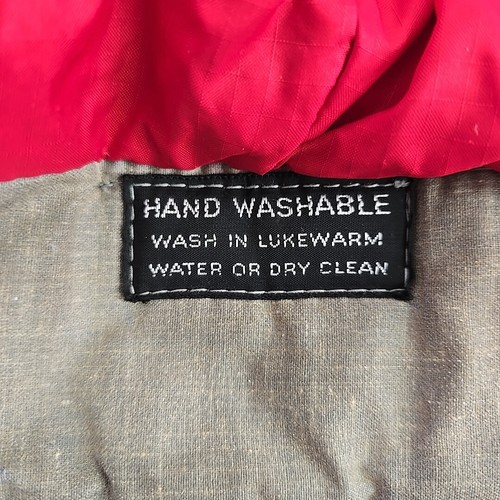 HAND WASHABLE
WASH IN LUKEWARM
WATER OR DRY CLEAN